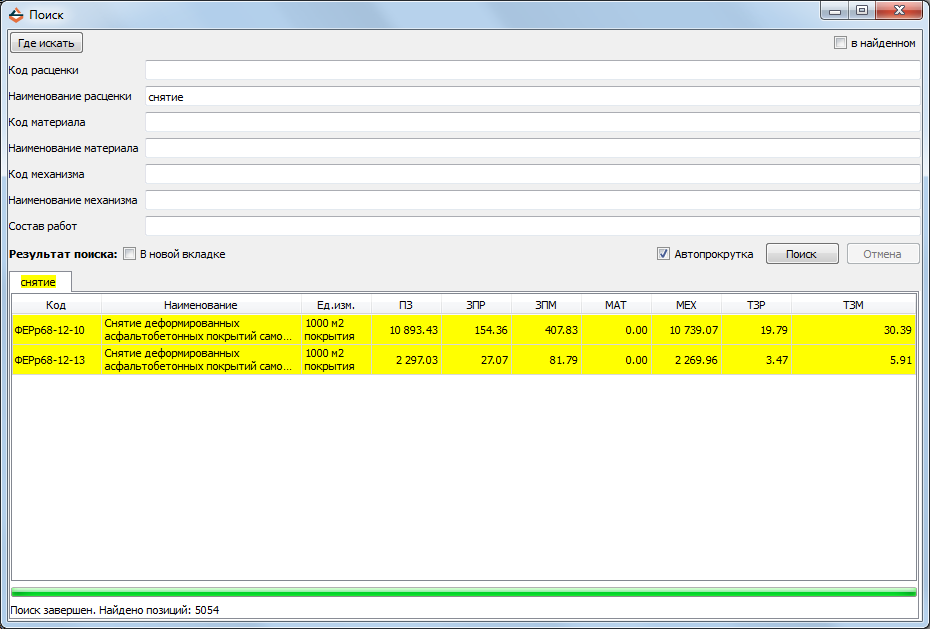 Поиск
Где искать
в найденном
Код расценки
Наименование расценки снятие
Код материала
Наименование материала
Код механизма
Наименование механизма
Состав работ
Результат поиска: В новой вкладке Автопрокрутка Поиск Отмена
снятие
Код Наименование Ед.изм. ПЗ ЗПР ЗПМ МАТ МЕХ ТЗР ТЗМ
ФЕРр68-12-10 Снятие деформированных асфальтобетонных покрытий само... 1000 м2 покрытия 10 893.43 154.36 407.83 0.00 10 739.07 19.79 30.39
ФЕРр68-12-13 Снятие деформированных асфальтобетонных покрытий само... 1000 м2 покрытия 2 297.03 27.07 81.79 0.00 2 269.96 3.47 5.91
Поиск завершен. Найдено позиций: 5054